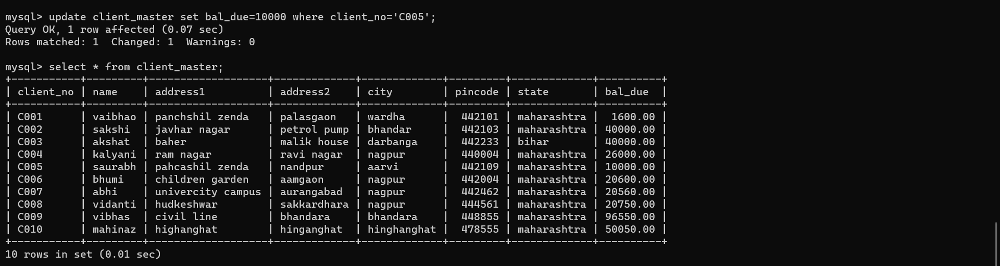 mysql> update client_master set bal_due=10000 where client_no='C005';
Query OK, 1 row affected (0.07 sec)
Rows matched: 1  Changed: 1  Warnings: 0

mysql> select * from client_master;
+-----------+---------+-------------------+-------------+-------------+---------+-------------+----------+
| client_no | name    | address1          | address2    | city        | pincode | state       | bal_due  |
+-----------+---------+-------------------+-------------+-------------+---------+-------------+----------+
| C001      | vaibhao | panchshil zenda   | palasgaon   | wardha      |  442101 | maharashtra |  1600.00 |
| C002      | sakshi  | javhar nagar      | petrol pump | bhandar     |  442103 | maharashtra | 40000.00 |
| C003      | akshat  | baher             | malik house | darbanga    |  442233 | bihar       | 40000.00 |
| C004      | kalyani | ram nagar         | ravi nagar  | nagpur      |  440004 | maharashtra | 26000.00 |
| C005      | saurabh | pahcashil zenda   | nandpur     | aarvi       |  442109 | maharashtra | 10000.00 |
| C006      | bhumi   | children garden   | aamgaon     | nagpur      |  442004 | maharashtra | 20600.00 |
| C007      | abhi    | univercity campus | aurangabad  | nagpur      |  442462 | maharashtra | 20560.00 |
| C008      | vidanti | hudkeshwar        | sakkardhara | nagpur      |  444561 | maharashtra | 20750.00 |
| C009      | vibhas  | civil line        | bhandara    | bhandara    |  448855 | maharashtra | 96550.00 |
| C010      | mahinaz | highanghat        | hinganghat  | hinghanghat |  478555 | maharashtra | 50050.00 |
+-----------+---------+-------------------+-------------+-------------+---------+-------------+----------+
10 rows in set (0.01 sec)